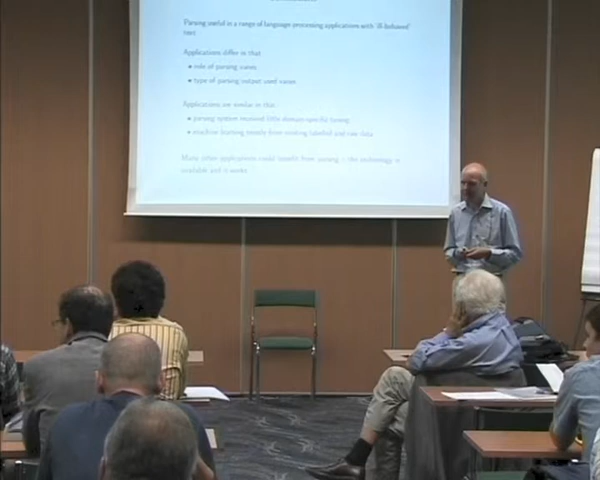 Parsing useful in a range of language processing applications with 'ill-behaved'
text
Applications differ in that
• role of parsing varies
• type of parsing output used varies
Applications are similar in that
• parsing system received little domain-specific tuning
• machine learning mostly from existing labelled and raw data
Many other applications could benefit from parsing – the technology is
available and it works